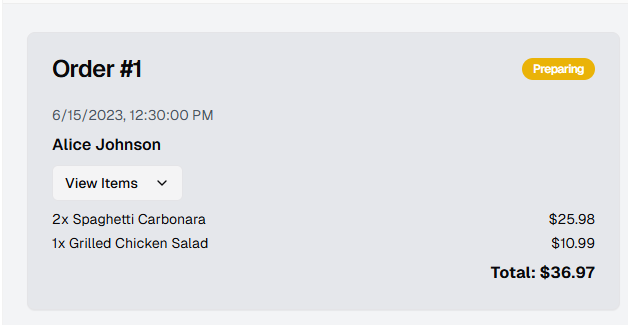 Order #1 Preparing
6/15/2023, 12:30:00 PM
Alice Johnson
View Items
2x Spaghetti Carbonara $25.98
1x Grilled Chicken Salad $10.99
Total: $36.97